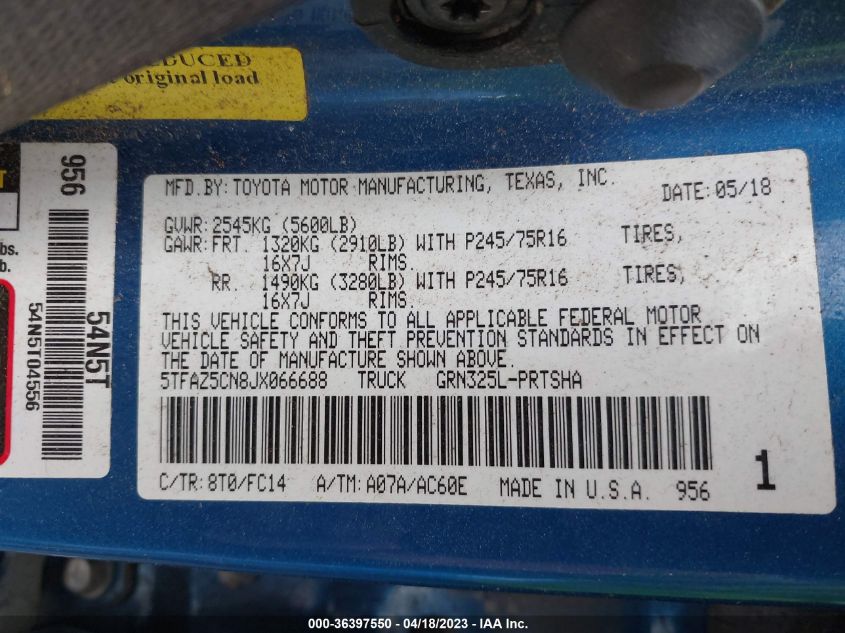 DUCED
original load
T
bs.
b.
956
54N5T
54N5T04556
MFD.BY: TOYOTA MOTOR MANUFACTURING, TEXAS, INC. DATE: 05/18
GVWR: 2545KG (5600LB)
GAWR: FRT. 1320KG (2910LB) WITH P245/75R16 TIRES,
16X7J RIMS.
RR. 1490KG (3280LB) WITH P245/75R16 TIRES,
16X7J RIMS.
THIS VEHICLE CONFORMS TO ALL APPLICABLE FEDERAL MOTOR
VEHICLE SAFETY AND THEFT PREVENTION STANDARDS IN EFFECT ON
THE DATE OF MANUFACTURE SHOWN ABOVE.
5TFAZ5CN8JX066688 TRUCK GRN325L-PRTSHA
C/TR: 8T0/FC14 A/TM: A07A/AC60E MADE IN U.S.A. 956 1
000-36397550 - 04/18/2023 - IAA Inc.